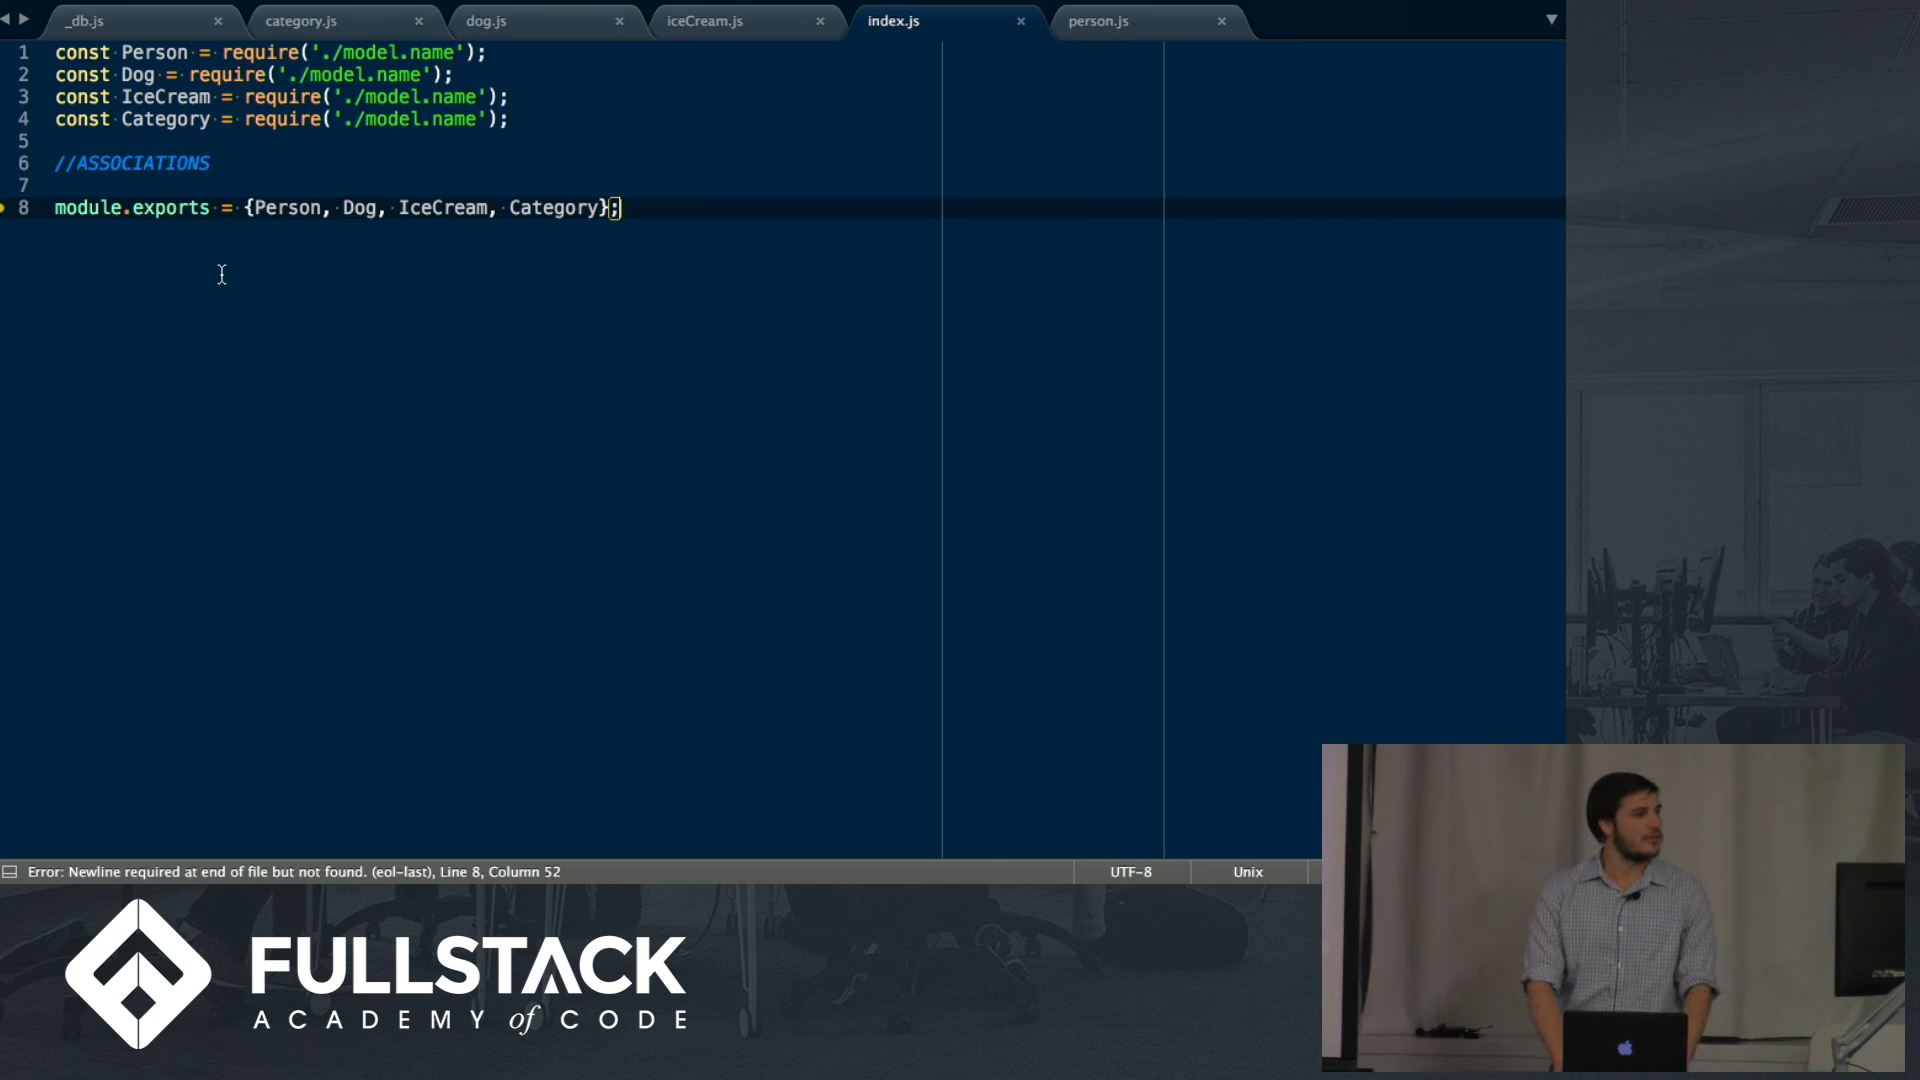 _db.js
category.js
dog.js
iceCream.js
index.js
person.js
1 const Person = require('./model.name');
2 const Dog = require('./model.name');
3 const IceCream = require('./model.name');
4 const Category = require('./model.name');
5
6 //ASSOCIATIONS
7
8 module.exports = {Person, Dog, IceCream, Category};
Error: Newline required at end of file but not found. (eol-last), Line 8, Column 52
UTF-8
Unix
FULLSTACK
ACADEMY of CODE